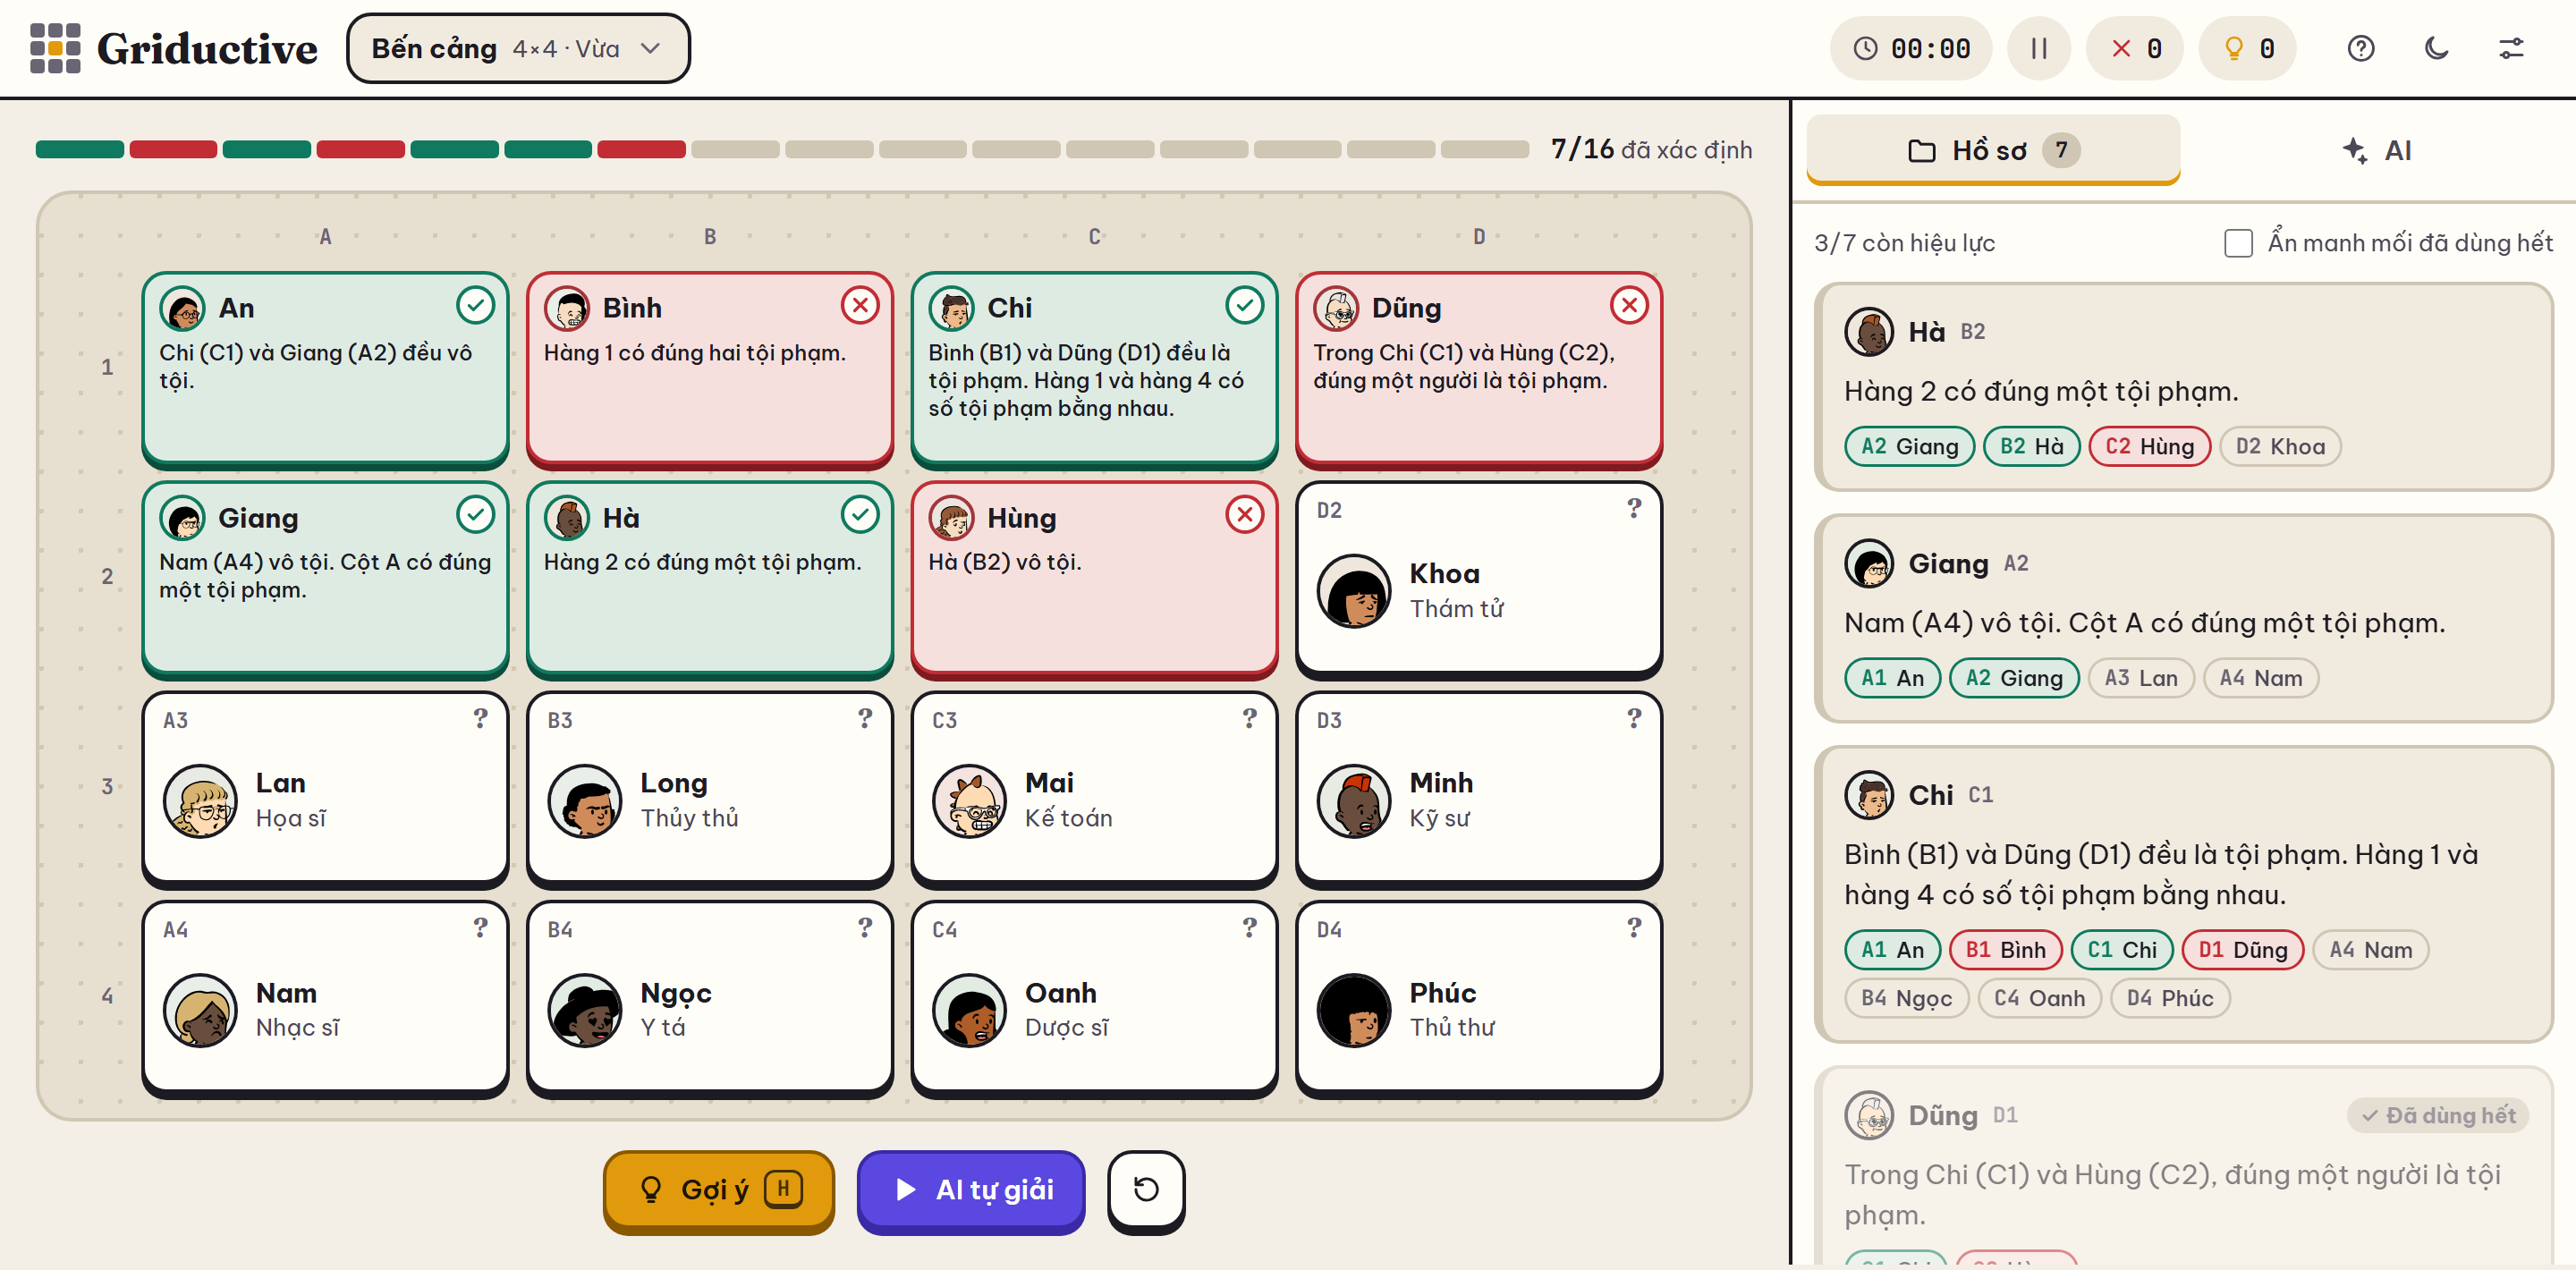 Griductive
Bến cảng 4×4 · Vừa
00:00
0
0
7/16 đã xác định
A B C D
1
An
Chi (C1) và Giang (A2) đều vô
tội.
Bình
Hàng 1 có đúng hai tội phạm.
Chi
Bình (B1) và Dũng (D1) đều là
tội phạm. Hàng 1 và hàng 4 có
số tội phạm bằng nhau.
Dũng
Trong Chi (C1) và Hùng (C2),
đúng một người là tội phạm.
2
Giang
Nam (A4) vô tội. Cột A có đúng
một tội phạm.
Hà
Hàng 2 có đúng một tội phạm.
Hùng
Hà (B2) vô tội.
D2 ?
Khoa
Thám tử
3
A3 ?
Lan
Họa sĩ
B3 ?
Long
Thủy thủ
C3 ?
Mai
Kế toán
D3 ?
Minh
Kỹ sư
4
A4 ?
Nam
Nhạc sĩ
B4 ?
Ngọc
Y tá
C4 ?
Oanh
Dược sĩ
D4 ?
Phúc
Thủ thư
Gợi ý H
AI tự giải
Hồ sơ 7
AI
3/7 còn hiệu lực
Ẩn manh mối đã dùng hết
Hà B2
Hàng 2 có đúng một tội phạm.
A2 Giang B2 Hà C2 Hùng D2 Khoa
Giang A2
Nam (A4) vô tội. Cột A có đúng một tội phạm.
A1 An A2 Giang A3 Lan A4 Nam
Chi C1
Bình (B1) và Dũng (D1) đều là tội phạm. Hàng 1 và
hàng 4 có số tội phạm bằng nhau.
A1 An B1 Bình C1 Chi D1 Dũng A4 Nam
B4 Ngọc C4 Oanh D4 Phúc
Dũng D1 Đã dùng hết
Trong Chi (C1) và Hùng (C2), đúng một người là tội
phạm.